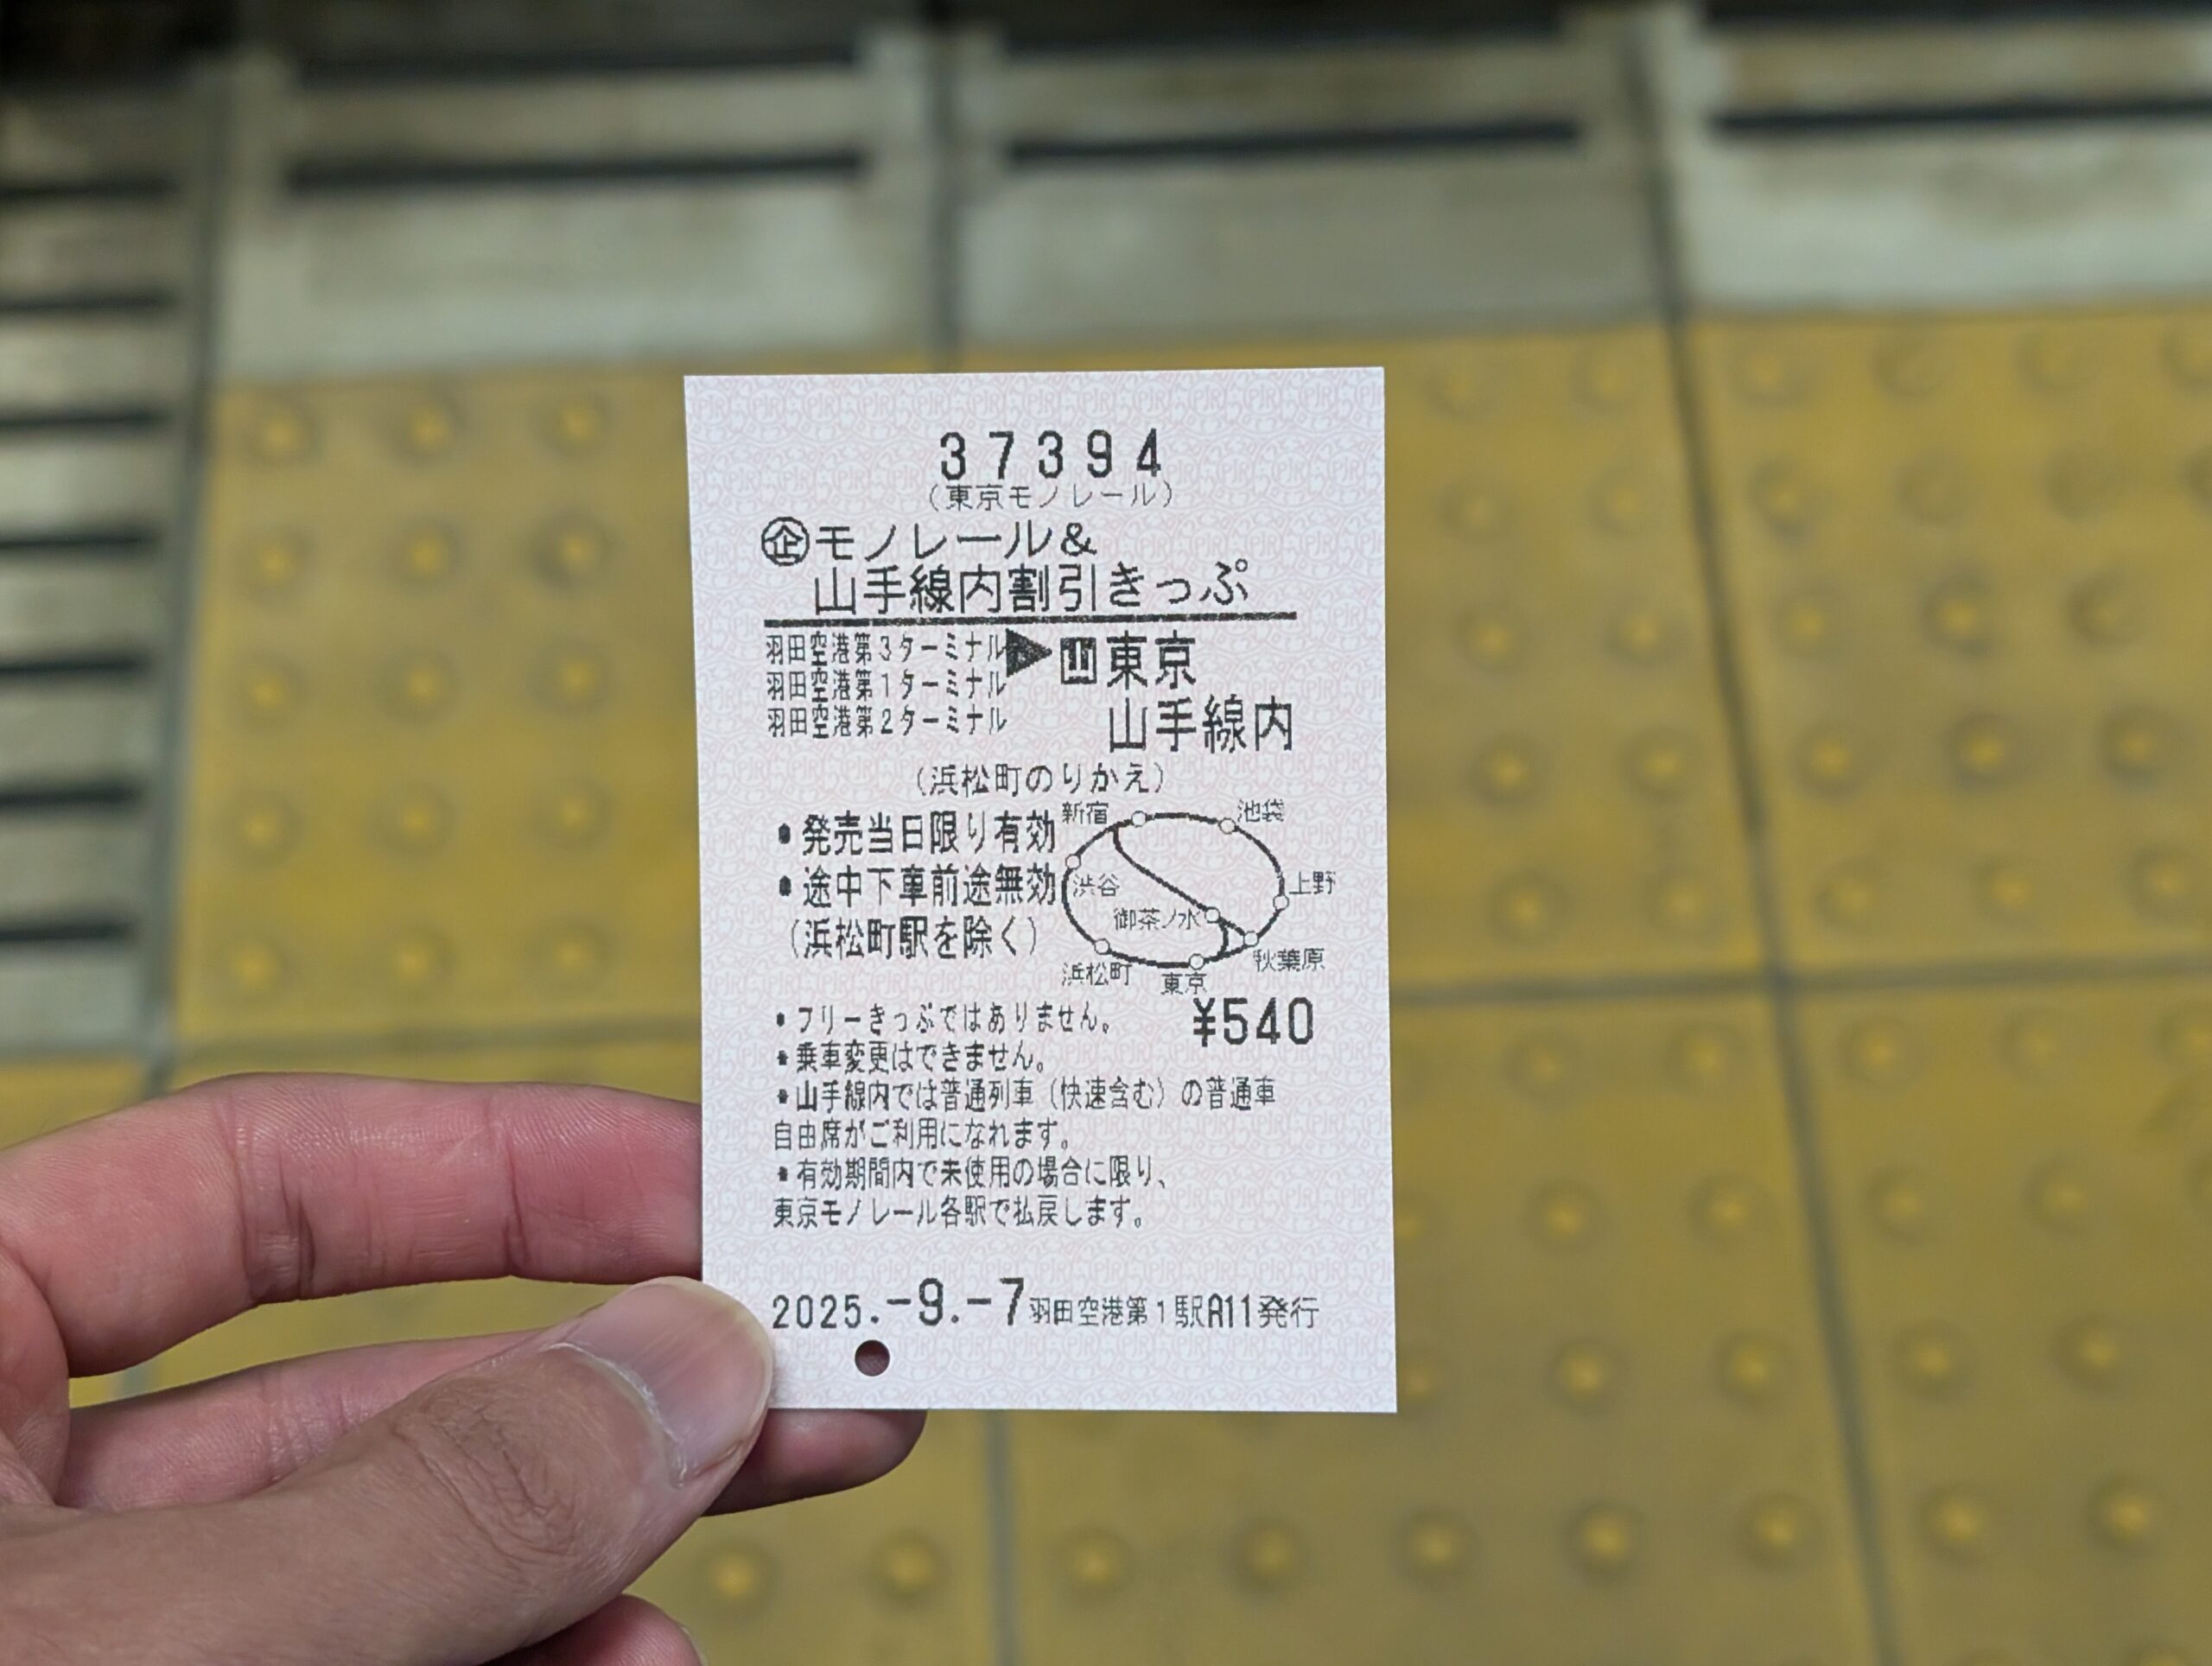 37394
(東京モノレール)
㊭モノレール&
山手線内割引きっぷ
羽田空港第3ターミナル▶山東京
羽田空港第1ターミナル
羽田空港第2ターミナル
山手線内
(浜松町のりかえ)
・発売当日限り有効
・途中下車前途無効
(浜松町駅を除く)
新宿
池袋
渋谷
上野
御茶ノ水
秋葉原
浜松町
東京
・フリーきっぷではありません。
¥540
・乗車変更はできません。
・山手線内では普通列車(快速含む)の普通車
自由席がご利用になれます。
・有効期間内で未使用の場合に限り、
東京モノレール各駅で払戻します。
2025.-9.-7羽田空港第1駅A11発行